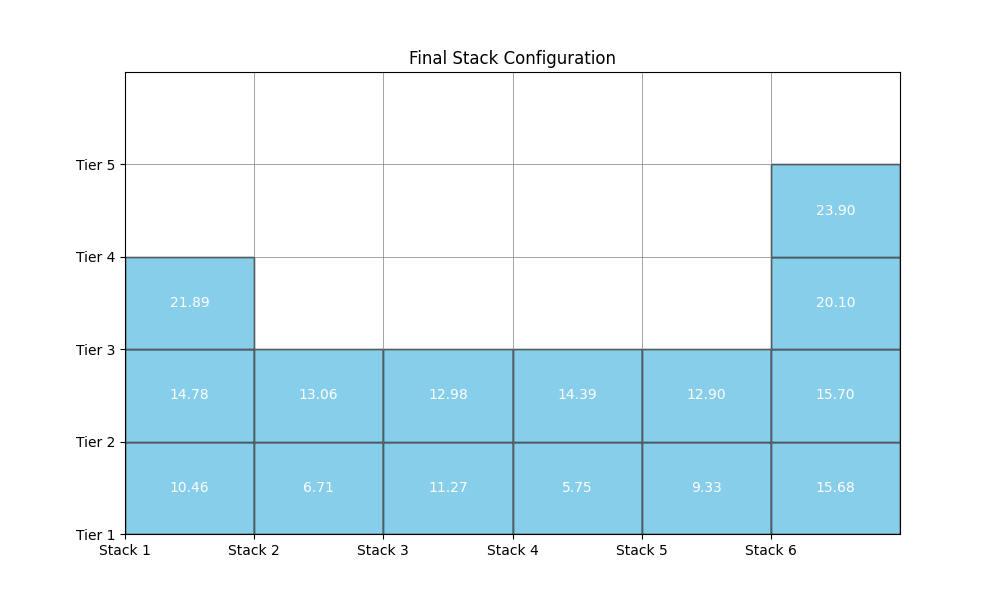 Final Stack Configuration
Tier 5
23.90
Tier 4
21.89 20.10
Tier 3
14.78 13.06 12.98 14.39 12.90 15.70
Tier 2
10.46 6.71 11.27 5.75 9.33 15.68
Tier 1
Stack 1 Stack 2 Stack 3 Stack 4 Stack 5 Stack 6